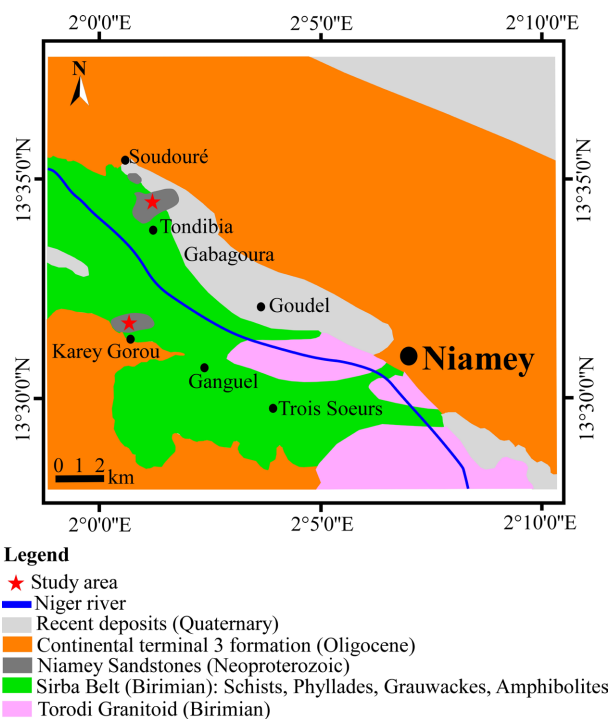 2°0'0"E 2°5'0"E 2°10'0"E
N
Soudouré
13°35'0"N 13°35'0"N
Tondibia
Gabagoura
Goudel
Karey Gorou
Niamey
Ganguel
13°30'0"N 13°30'0"N
Trois Soeurs
0 1 2
km
2°0'0"E 2°5'0"E 2°10'0"E
Legend
Study area
Niger river
Recent deposits (Quaternary)
Continental terminal 3 formation (Oligocene)
Niamey Sandstones (Neoproterozoic)
Sirba Belt (Birimian): Schists, Phyllades, Grauwackes, Amphibolites
Torodi Granitoid (Birimian)